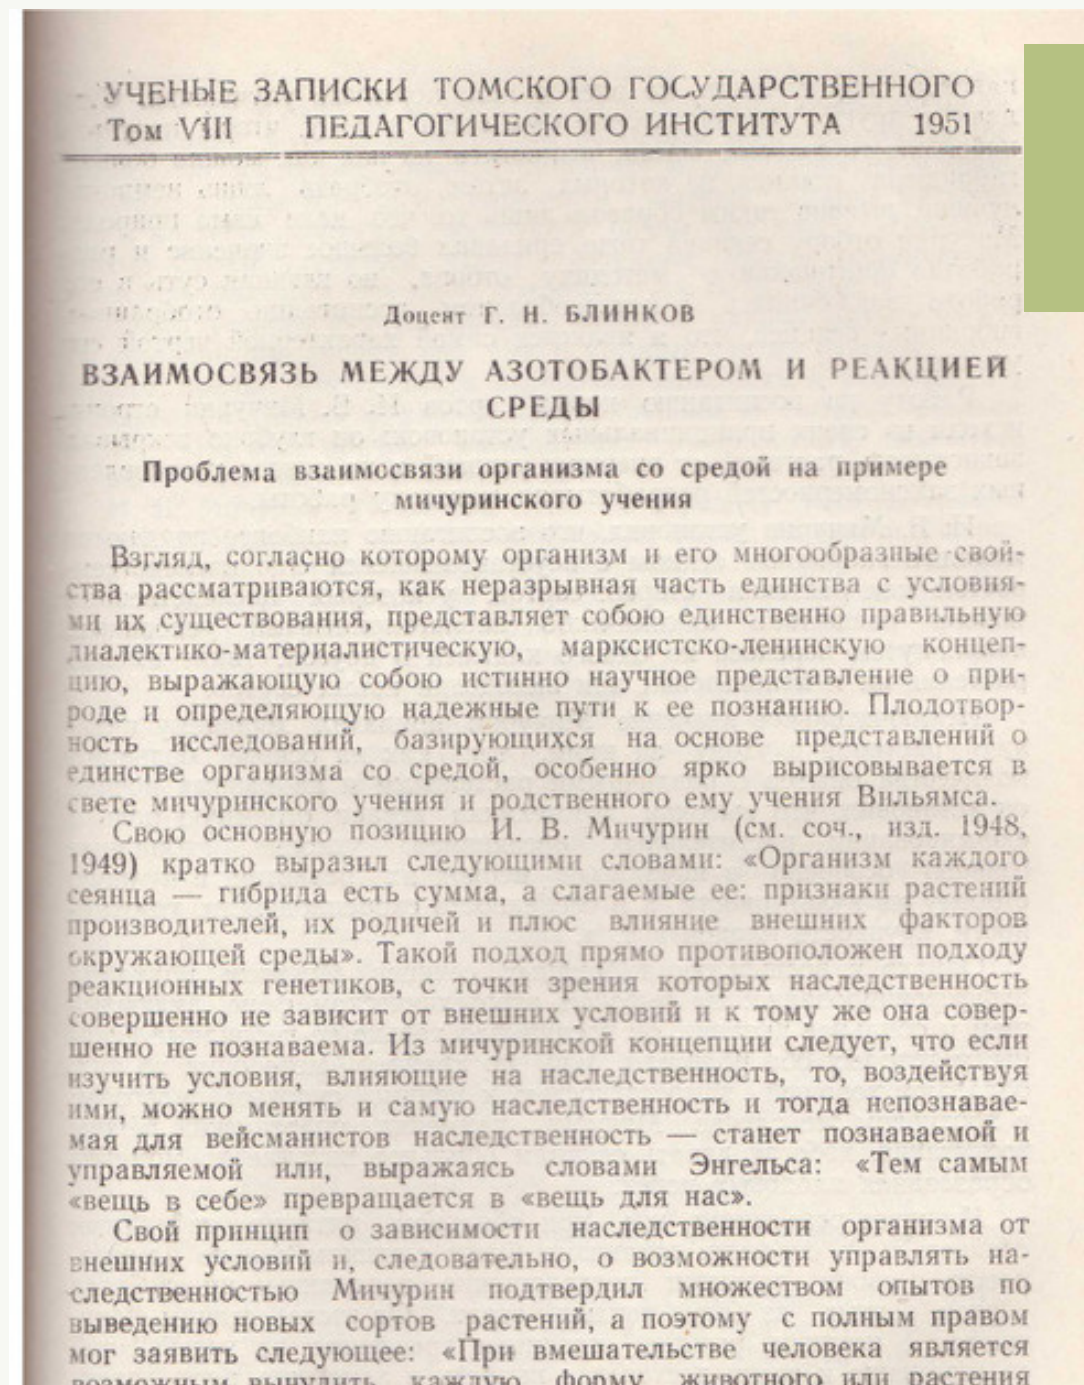 УЧЕНЫЕ ЗАПИСКИ ТОМСКОГО ГОСУДАРСТВЕННОГО
Том VIII ПЕДАГОГИЧЕСКОГО ИНСТИТУТА 1951
Доцент Г. Н. БЛИНКОВ
ВЗАИМОСВЯЗЬ МЕЖДУ АЗОТОБАКТЕРОМ И РЕАКЦИЕЙ
СРЕДЫ
Проблема взаимосвязи организма со средой на примере
мичуринского учения
Взгляд, согласно которому организм и его многообразные свой-
ства рассматриваются, как неразрывная часть единства с условия-
ми их существования, представляет собою единственно правильную
диалектико-материалистическую, марксистско-ленинскую концеп-
цию, выражающую собою истинно научное представление о при-
роде и определяющую надежные пути к ее познанию. Плодотвор-
ность исследований, базирующихся на основе представлений о
единстве организма со средой, особенно ярко вырисовывается в
свете мичуринского учения и родственного ему учения Вильямса.
Свою основную позицию И. В. Мичурин (см. соч., изд. 1948,
1949) кратко выразил следующими словами: «Организм каждого
сеянца — гибрида есть сумма, а слагаемые ее: признаки растений
производителей, их родичей и плюс влияние внешних факторов
окружающей среды». Такой подход прямо противоположен подходу
реакционных генетиков, с точки зрения которых наследственность
совершенно не зависит от внешних условий и к тому же она совер-
шенно не познаваема. Из мичуринской концепции следует, что если
изучить условия, влияющие на наследственность, то, воздействуя
ими, можно менять и самую наследственность и тогда непознавае-
мая для вейсманистов наследственность — станет познаваемой и
управляемой или, выражаясь словами Энгельса: «Тем самым
«вещь в себе» превращается в «вещь для нас».
Свой принцип о зависимости наследственности организма от
внешних условий и, следовательно, о возможности управлять на-
следственностью Мичурин подтвердил множеством опытов по
выведению новых сортов растений, а поэтому с полным правом
мог заявить следующее: «При вмешательстве человека является
возможным вынудить каждую форму животного или растения